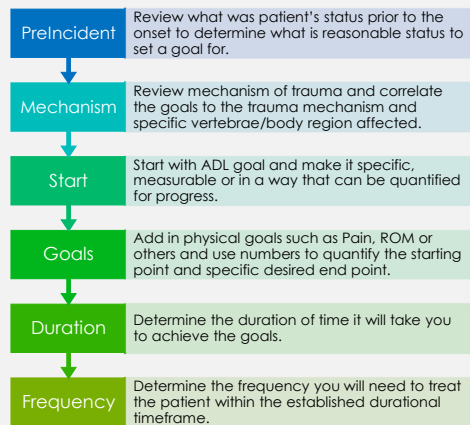 PreIncident
Review what was patient’s status prior to the
onset to determine what is reasonable status to
set a goal for.
Mechanism
Review mechanism of trauma and correlate
the goals to the trauma mechanism and
specific vertebrae/body region affected.
Start
Start with ADL goal and make it specific,
measurable or in a way that can be quantified
for progress.
Goals
Add in physical goals such as Pain, ROM or
others and use numbers to quantify the starting
point and specific desired end point.
Duration
Determine the duration of time it will take you
to achieve the goals.
Frequency
Determine the frequency you will need to treat
the patient within the established durational
timeframe.